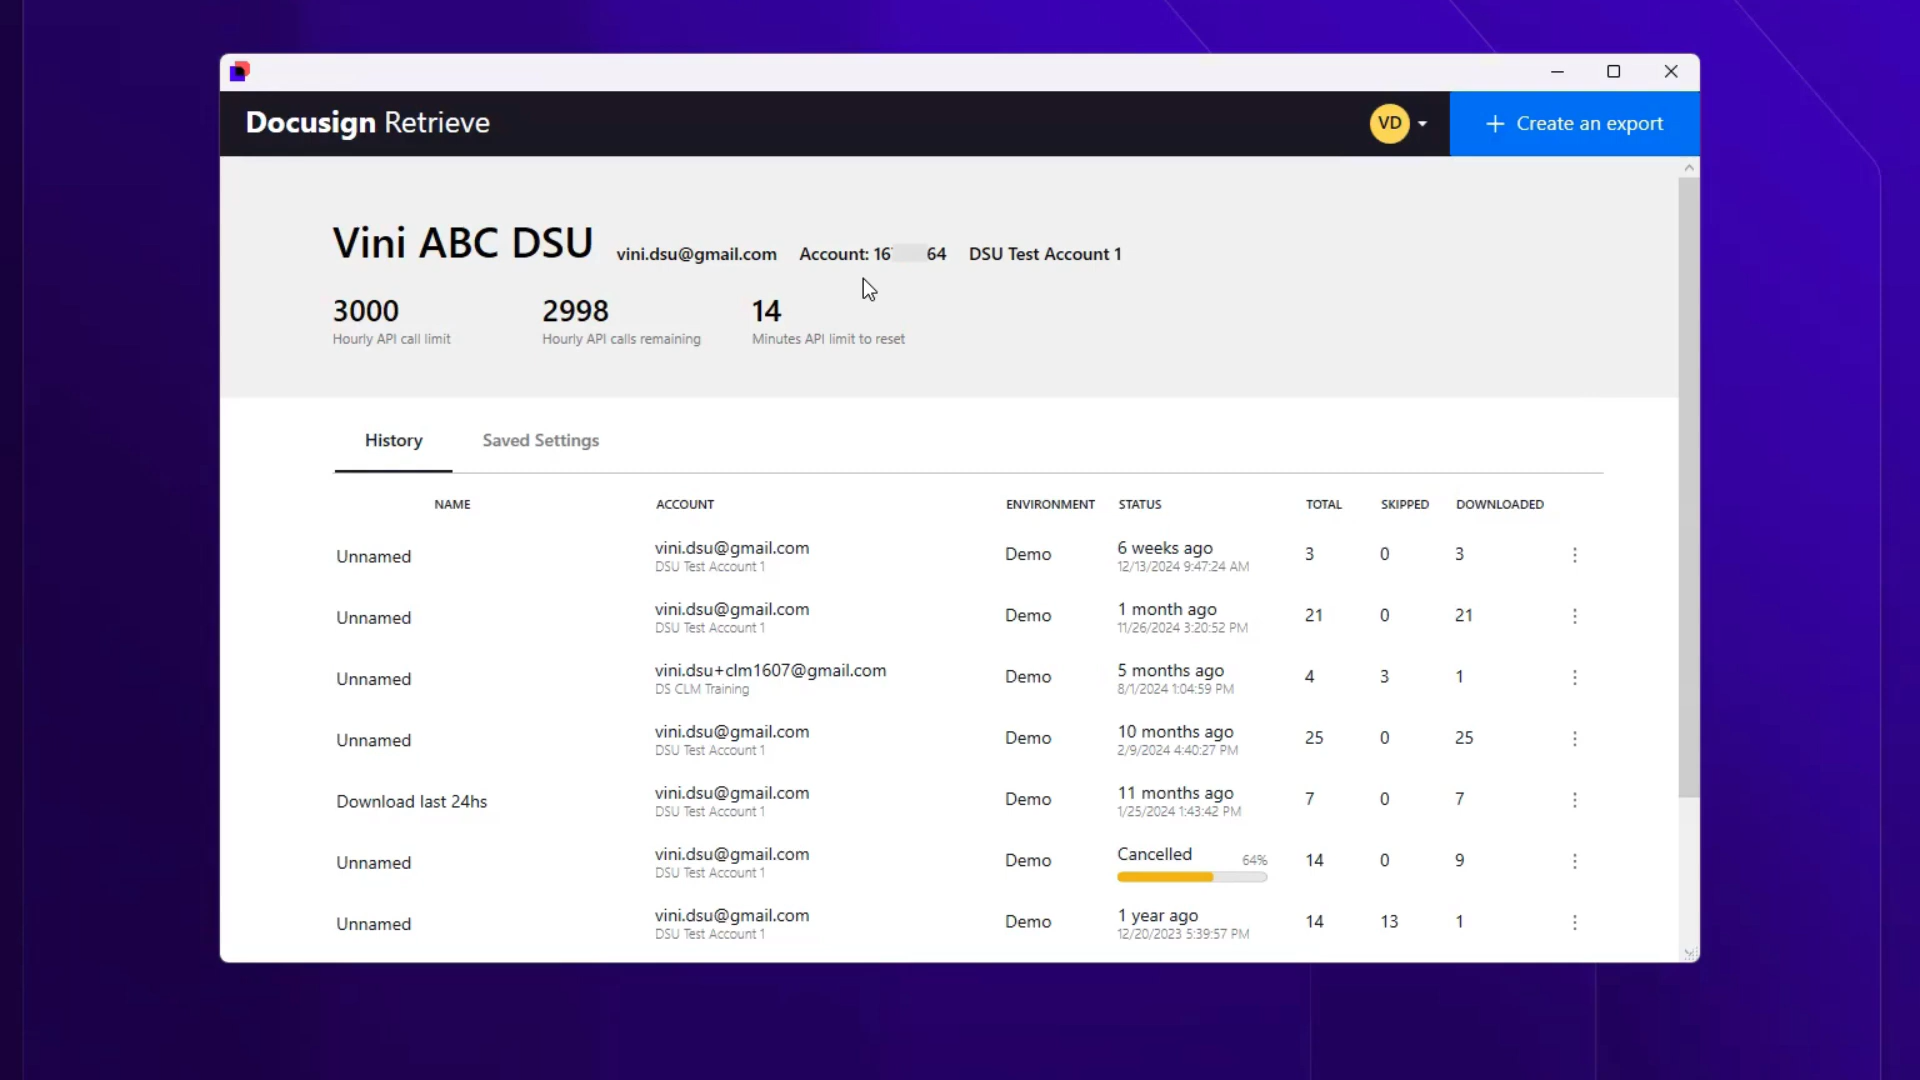 Docusign Retrieve
VD
+ Create an export
Vini ABC DSU vini.dsu@gmail.com Account: 16 64 DSU Test Account 1
3000 2998 14
Hourly API call limit Hourly API calls remaining Minutes API limit to reset
History Saved Settings
NAME ACCOUNT ENVIRONMENT STATUS TOTAL SKIPPED DOWNLOADED
Unnamed vini.dsu@gmail.com Demo 6 weeks ago 3 0 3
DSU Test Account 1 12/13/2024 9:47:24 AM
Unnamed vini.dsu@gmail.com Demo 1 month ago 21 0 21
DSU Test Account 1 11/26/2024 3:20:52 PM
Unnamed vini.dsu+clm1607@gmail.com Demo 5 months ago 4 3 1
DS CLM Training 8/1/2024 1:04:59 PM
Unnamed vini.dsu@gmail.com Demo 10 months ago 25 0 25
DSU Test Account 1 2/9/2024 4:40:27 PM
Download last 24hs vini.dsu@gmail.com Demo 11 months ago 7 0 7
DSU Test Account 1 1/25/2024 1:43:42 PM
Unnamed vini.dsu@gmail.com Demo Cancelled 64% 14 0 9
DSU Test Account 1
Unnamed vini.dsu@gmail.com Demo 1 year ago 14 13 1
DSU Test Account 1 12/20/2023 5:39:57 PM